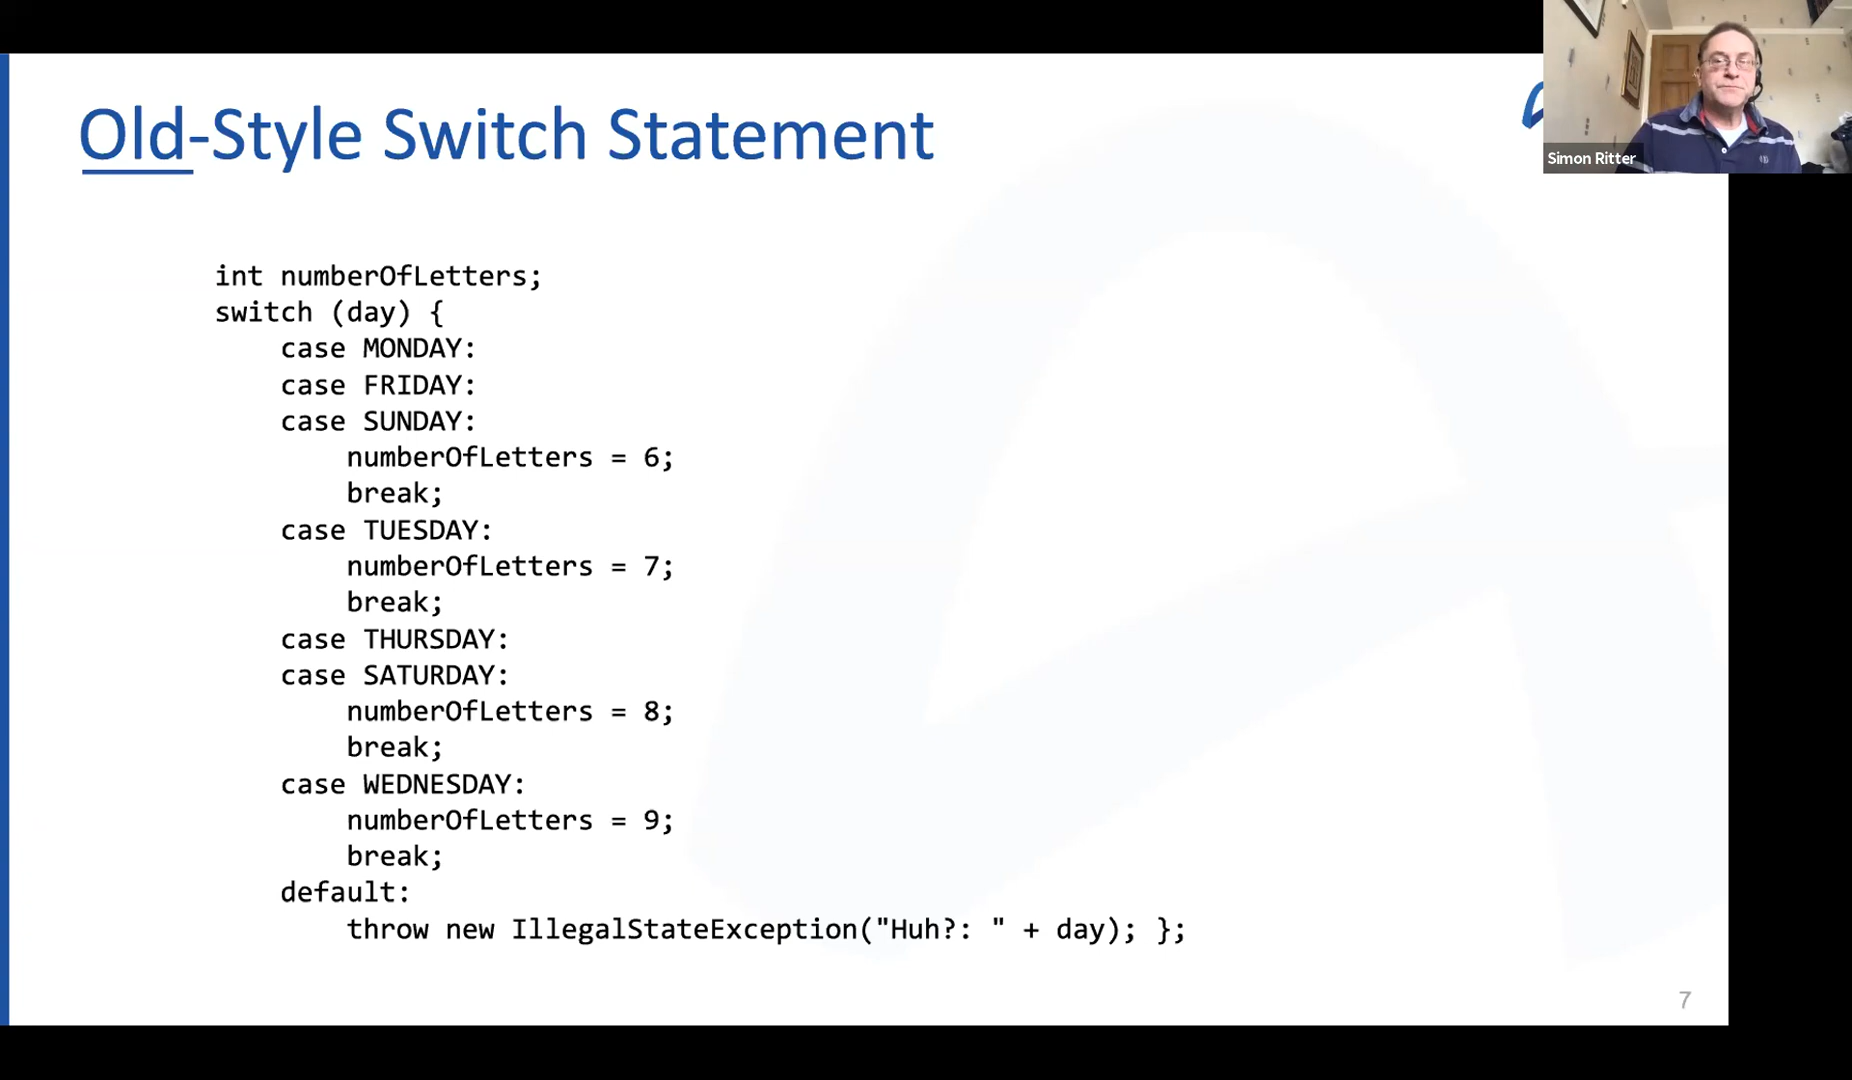 Old-Style Switch Statement
Simon Ritter
int numberOfLetters;
switch (day) {
    case MONDAY:
    case FRIDAY:
    case SUNDAY:
        numberOfLetters = 6;
        break;
    case TUESDAY:
        numberOfLetters = 7;
        break;
    case THURSDAY:
    case SATURDAY:
        numberOfLetters = 8;
        break;
    case WEDNESDAY:
        numberOfLetters = 9;
        break;
    default:
        throw new IllegalStateException("Huh?: " + day); };
7